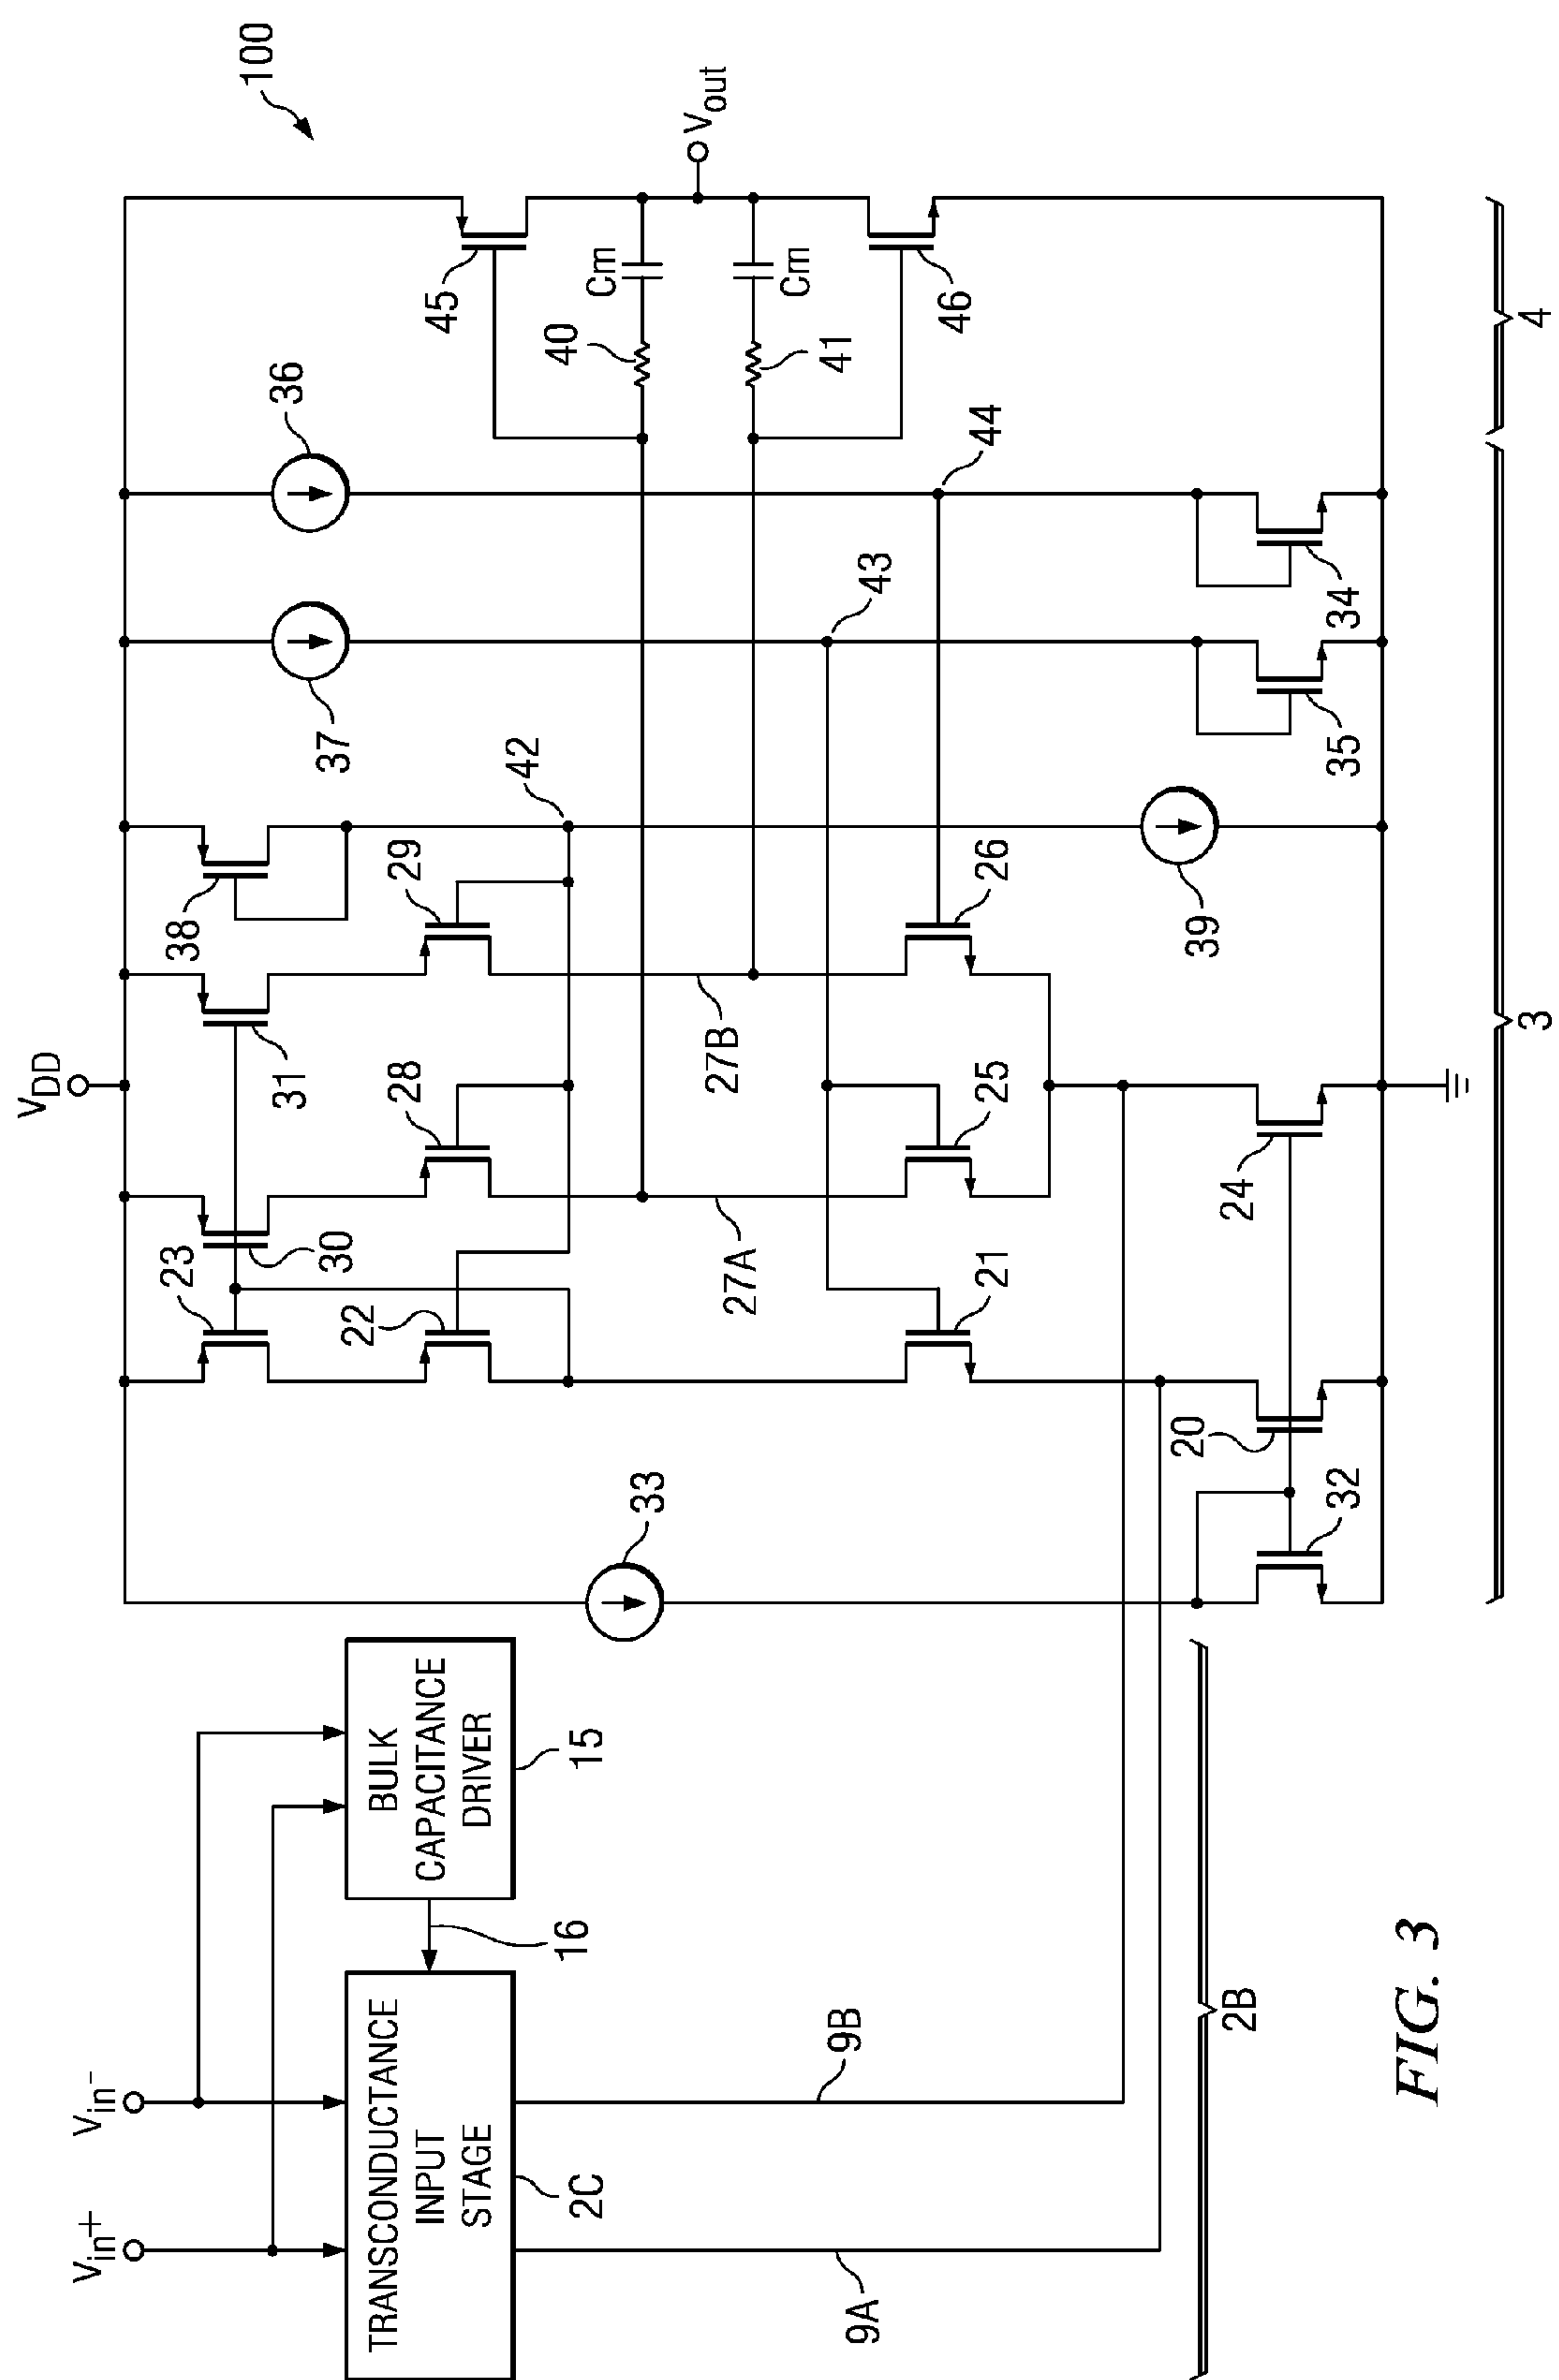 100
VDD
Vin+
Vin-
Vout
TRANSCONDUCTANCE
INPUT
STAGE
2C
BULK
CAPACITANCE
DRIVER
15
16
9A
9B
2B
33
23
30
31
38
22
28
29
42
37
36
43
44
45
40
Cm
41
Cm
46
27A
27B
21
25
26
39
32
20
24
35
34
3
4
FIG. 3